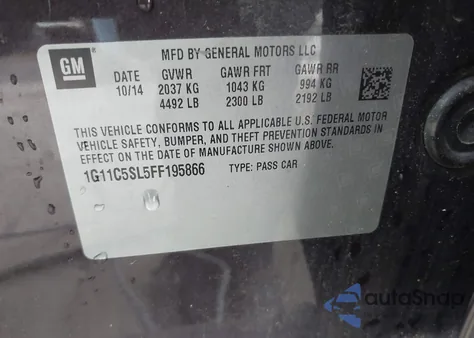 MFD BY GENERAL MOTORS LLC
GM
DATE GVWR GAWR FRT GAWR RR
10/14 2037 KG 1043 KG 994 KG
4492 LB 2300 LB 2192 LB
THIS VEHICLE CONFORMS TO ALL APPLICABLE U.S. FEDERAL MOTOR
VEHICLE SAFETY, BUMPER, AND THEFT PREVENTION STANDARDS IN
EFFECT ON THE DATE OF MANUFACTURE SHOWN ABOVE.
1G11C5SL5FF195866 TYPE: PASS CAR
autoSnap